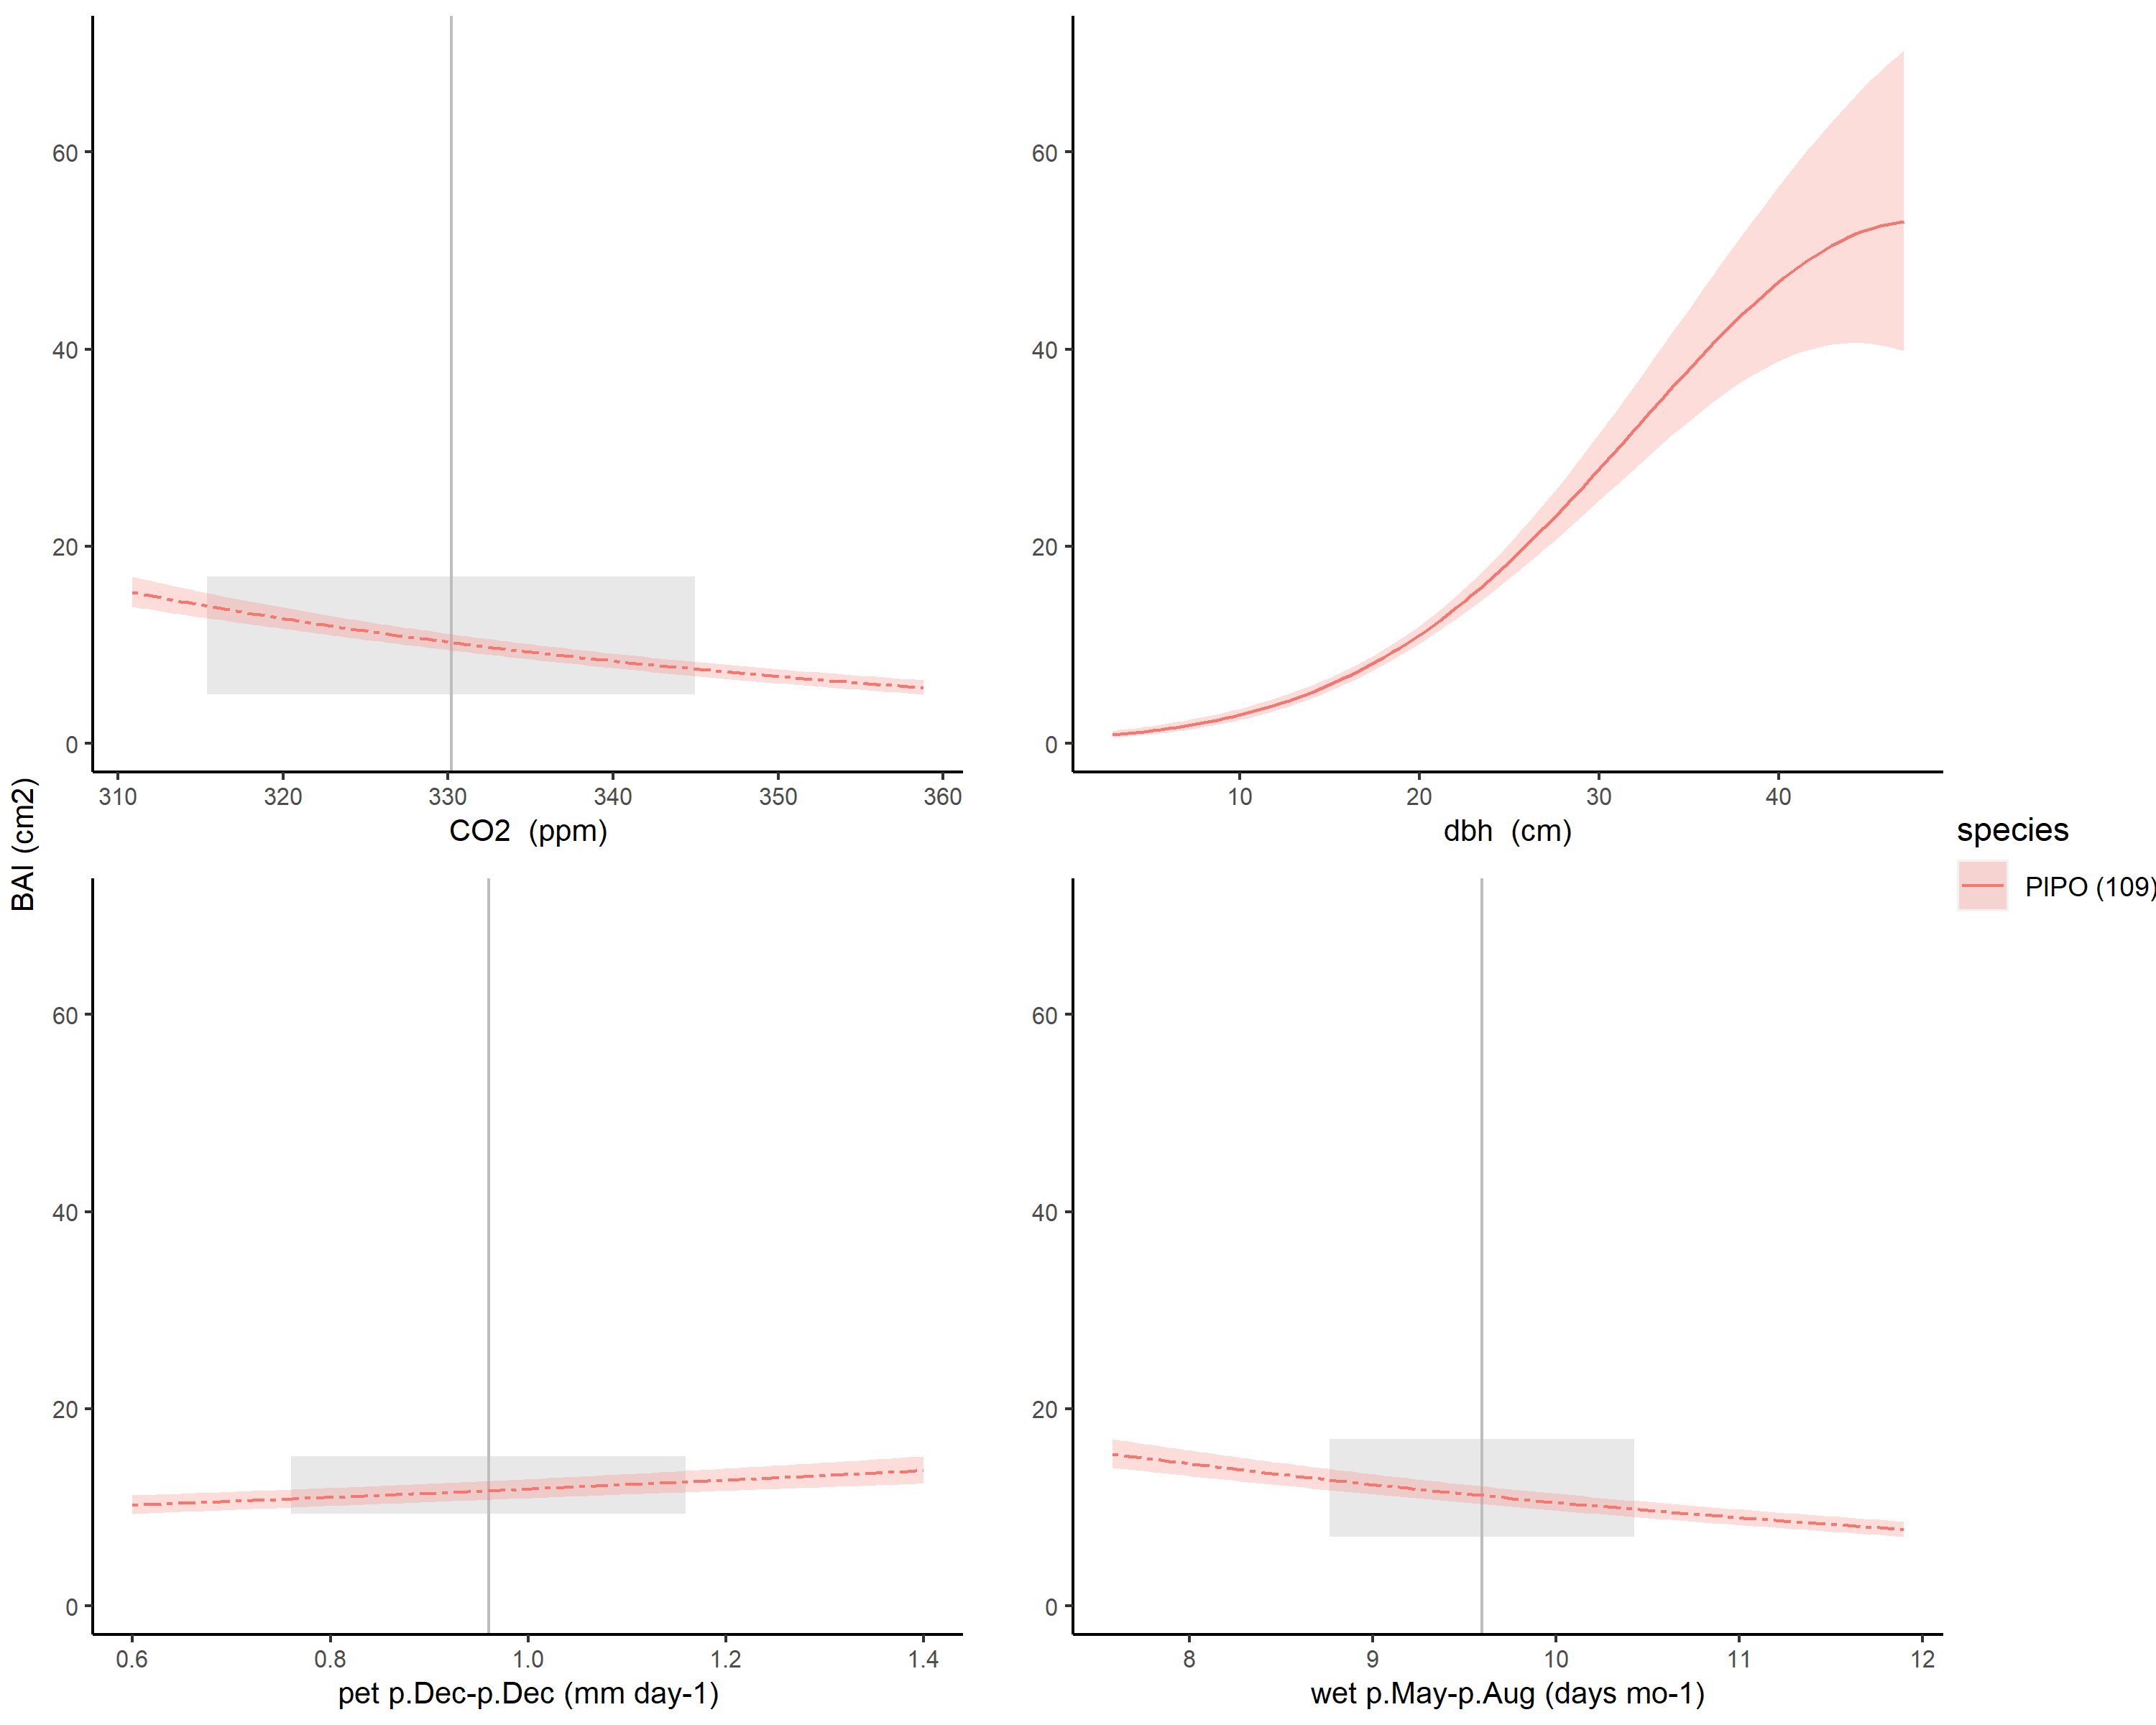 BAI (cm2)
60
40
20
0
310 320 330 340 350 360
CO2 (ppm)
60
40
20
0
10 20 30 40
dbh (cm)
60
40
20
0
0.6 0.8 1.0 1.2 1.4
pet p.Dec-p.Dec (mm day-1)
60
40
20
0
8 9 10 11 12
wet p.May-p.Aug (days mo-1)
species
PIPO (109)